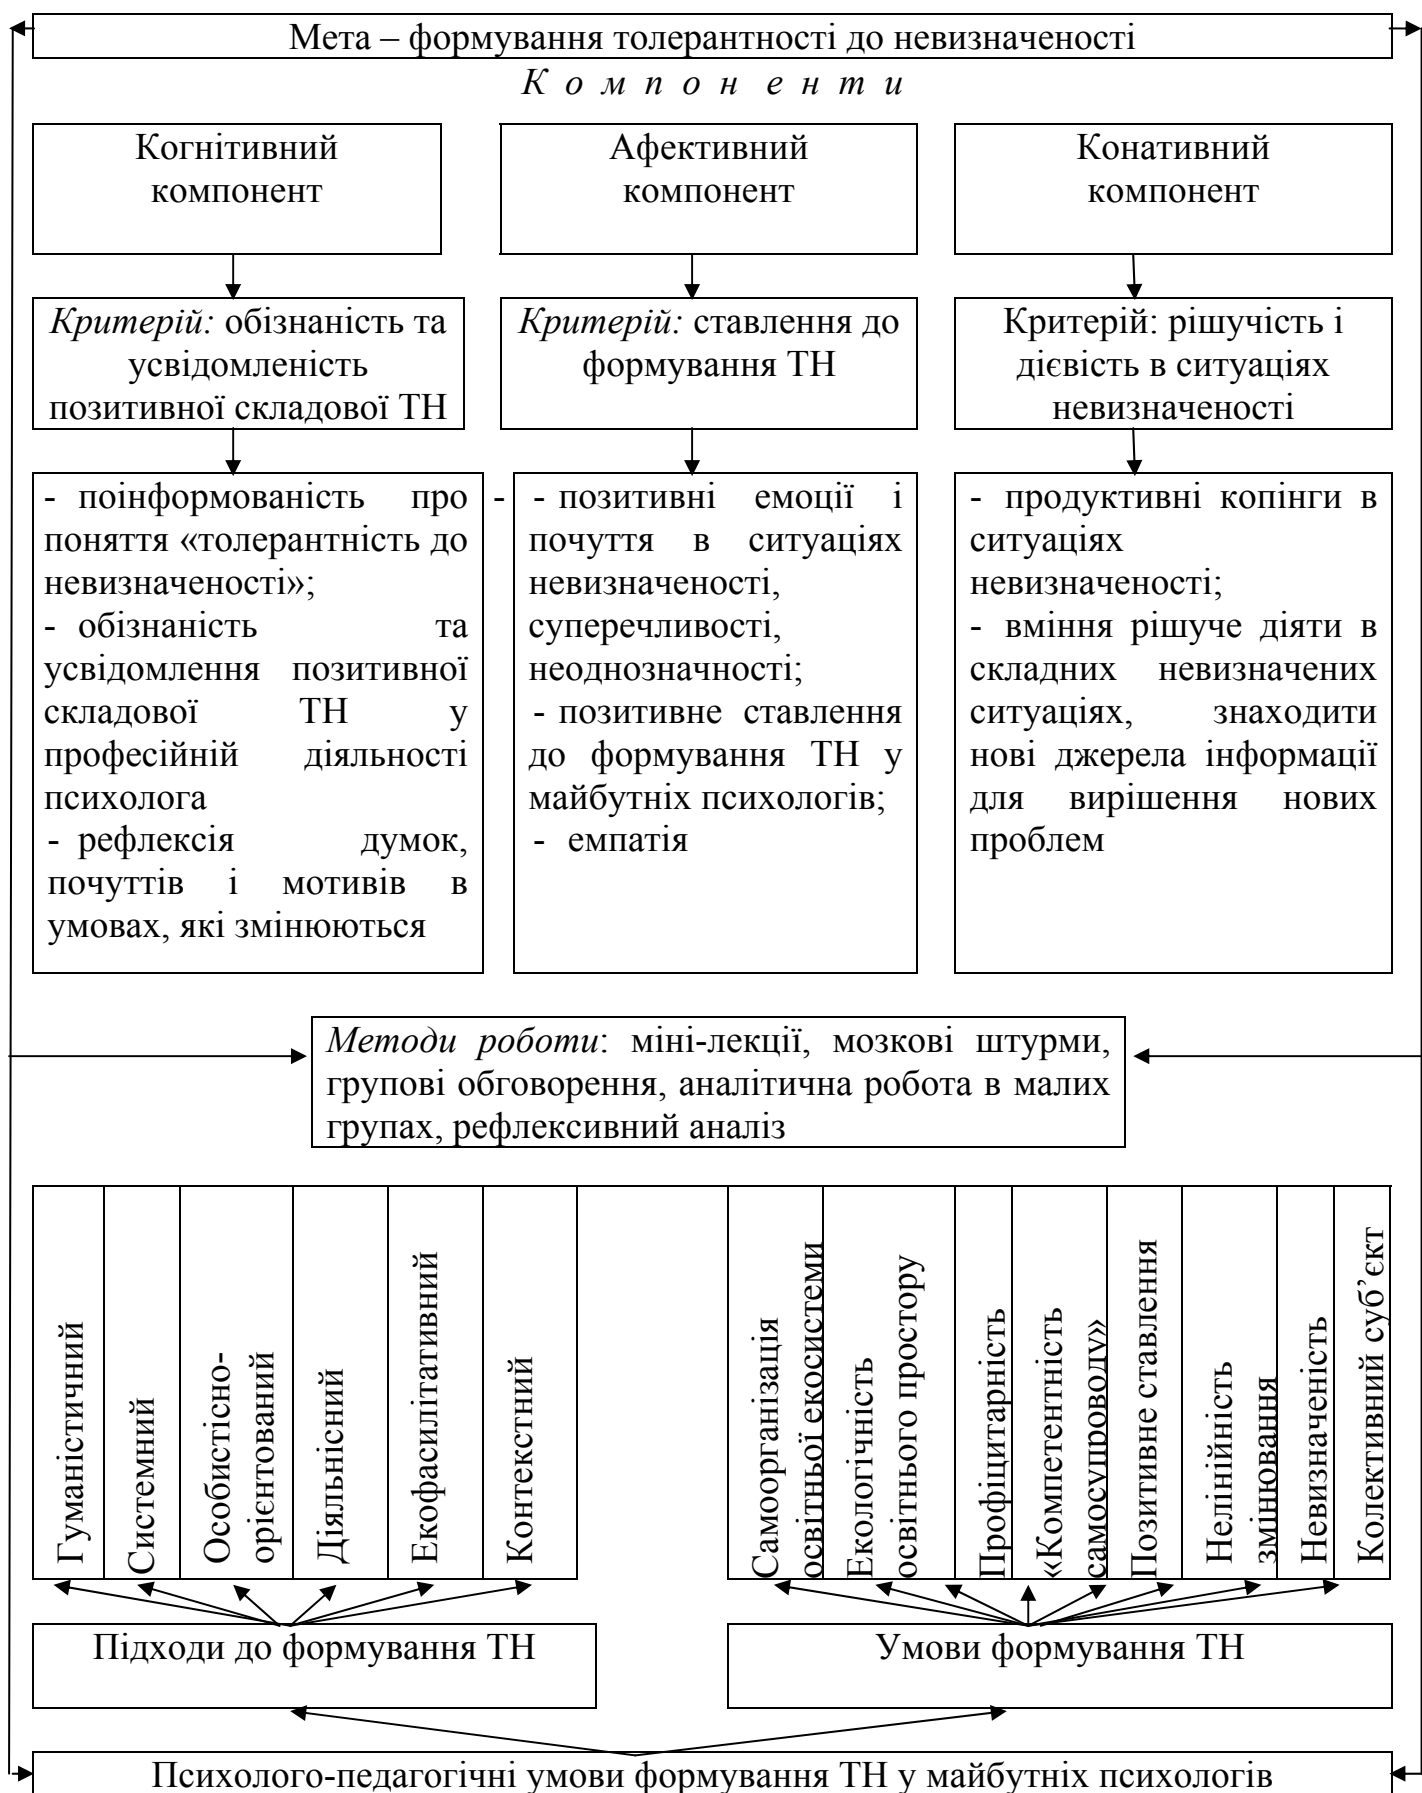 Мета – формування толерантності до невизначеності
Компоненти
Когнітивний
компонент
Афективний
компонент
Конативний
компонент
Критерій: обізнаність та
усвідомленість
позитивної складової ТН
Критерій: ставлення до
формування ТН
Критерій: рішучість і
дієвість в ситуаціях
невизначеності
- поінформованість про
поняття «толерантність до
невизначеності»;
- обізнаність та
усвідомлення позитивної
складової ТН у
професійній діяльності
психолога
- рефлексія думок,
почуттів і мотивів в
умовах, які змінюються
-
- позитивні емоції і
почуття в ситуаціях
невизначеності,
суперечливості,
неоднозначності;
- позитивне ставлення
до формування ТН у
майбутніх психологів;
- емпатія
- продуктивні копінги в
ситуаціях
невизначеності;
- вміння рішуче діяти в
складних невизначених
ситуаціях, знаходити
нові джерела інформації
для вирішення нових
проблем
Методи роботи: міні-лекції, мозкові штурми,
групові обговорення, аналітична робота в малих
групах, рефлексивний аналіз
Гуманістичний
Системний
Особистісно-
орієнтований
Діяльнісний
Екофасилітативний
Контекстний
Самоорганізація
освітньої екосистеми
Екологічність
освітнього простору
Профіцитарність
«Компетентність
самосупроводу»
Позитивне ставлення
Нелінійність
змінювання
Невизначеність
Колективний суб’єкт
Підходи до формування ТН
Умови формування ТН
Психолого-педагогічні умови формування ТН у майбутніх психологів